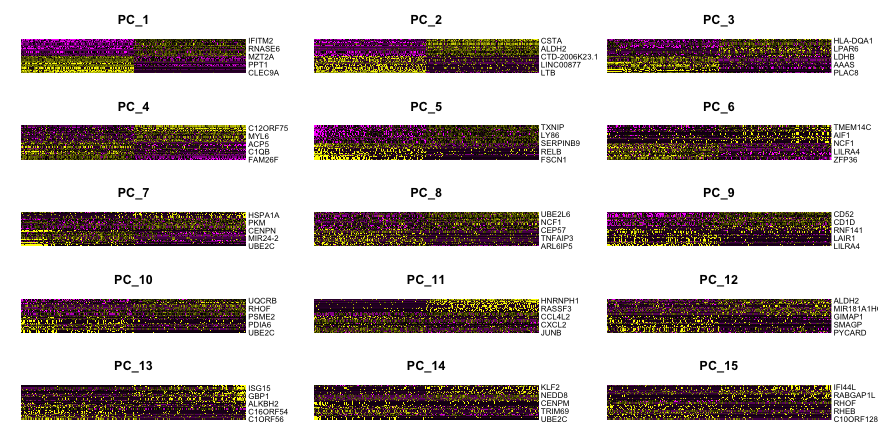 PC_1
IFITM2
RNASE6
MZT2A
PPT1
CLEC9A
PC_2
CSTA
ALDH2
CTD-2006K23.1
LINC00877
LTB
PC_3
HLA-DQA1
LPAR6
LDHB
AAAS
PLAC8
PC_4
C12ORF75
MYL6
ACP5
C1QB
FAM26F
PC_5
TXNIP
LY86
SERPINB9
RELB
FSCN1
PC_6
TMEM14C
AIF1
NCF1
LILRA4
ZFP36
PC_7
HSPA1A
PKM
CENPN
MIR24-2
UBE2C
PC_8
UBE2L6
NCF1
CEP57
TNFAIP3
ARL6IP5
PC_9
CD52
CD1D
RNF141
LAIR1
LILRA4
PC_10
UQCRB
RHOF
PSME2
PDIA6
UBE2C
PC_11
HNRNPH1
RASSF3
CCL4L2
CXCL2
JUNB
PC_12
ALDH2
MIR181A1H
GIMAP1
SMAGP
PYCARD
PC_13
ISG15
GBP1
ALKBH2
C16ORF54
C1ORF56
PC_14
KLF2
NEDD8
CENPM
TRIM69
UBE2C
PC_15
IFI44L
RABGAP1L
RHOF
RHEB
C10ORF128